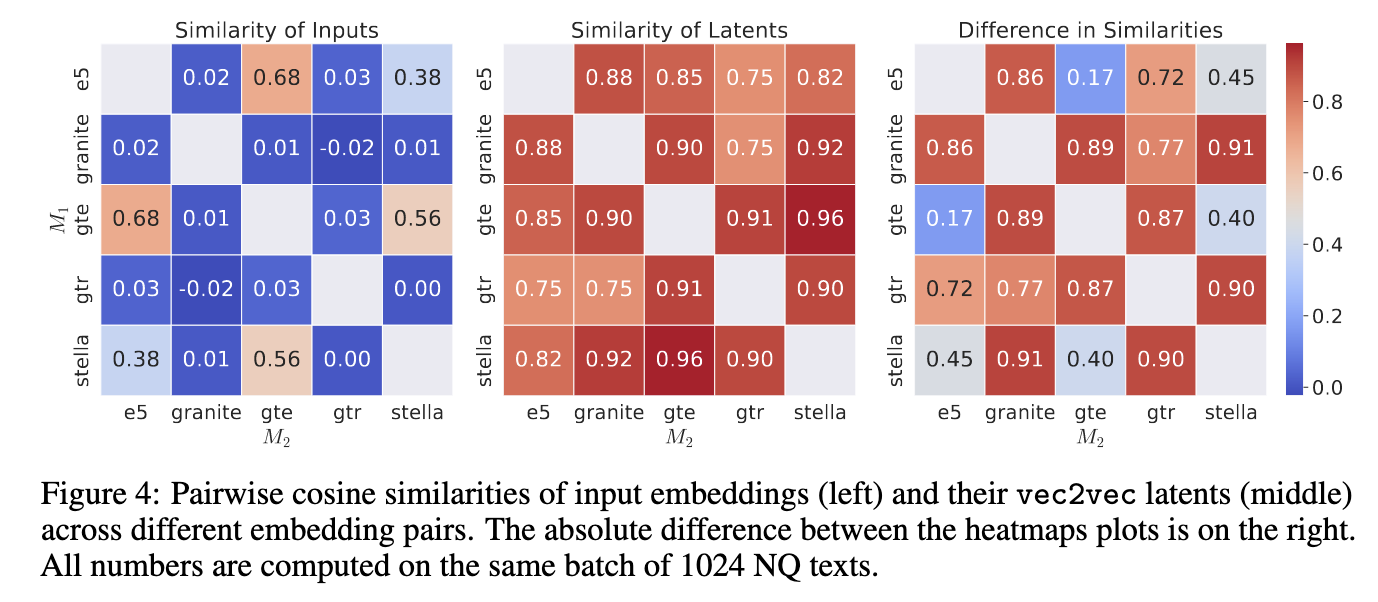 Similarity of Inputs
Similarity of Latents
Difference in Similarities
e5 0.02 0.68 0.03 0.38
granite 0.02 0.01 -0.02 0.01
gte 0.68 0.01 0.03 0.56
gtr 0.03 -0.02 0.03 0.00
stella 0.38 0.01 0.56 0.00
M₁
e5 granite gte gtr stella
M₂
e5 0.88 0.85 0.75 0.82
granite 0.88 0.90 0.75 0.92
gte 0.85 0.90 0.91 0.96
gtr 0.75 0.75 0.91 0.90
stella 0.82 0.92 0.96 0.90
e5 granite gte gtr stella
M₂
e5 0.86 0.17 0.72 0.45
granite 0.86 0.89 0.77 0.91
gte 0.17 0.89 0.87 0.40
gtr 0.72 0.77 0.87 0.90
stella 0.45 0.91 0.40 0.90
e5 granite gte gtr stella
M₂
0.8
0.6
0.4
0.2
0.0
Figure 4: Pairwise cosine similarities of input embeddings (left) and their vec2vec latents (middle)
across different embedding pairs. The absolute difference between the heatmaps plots is on the right.
All numbers are computed on the same batch of 1024 NQ texts.